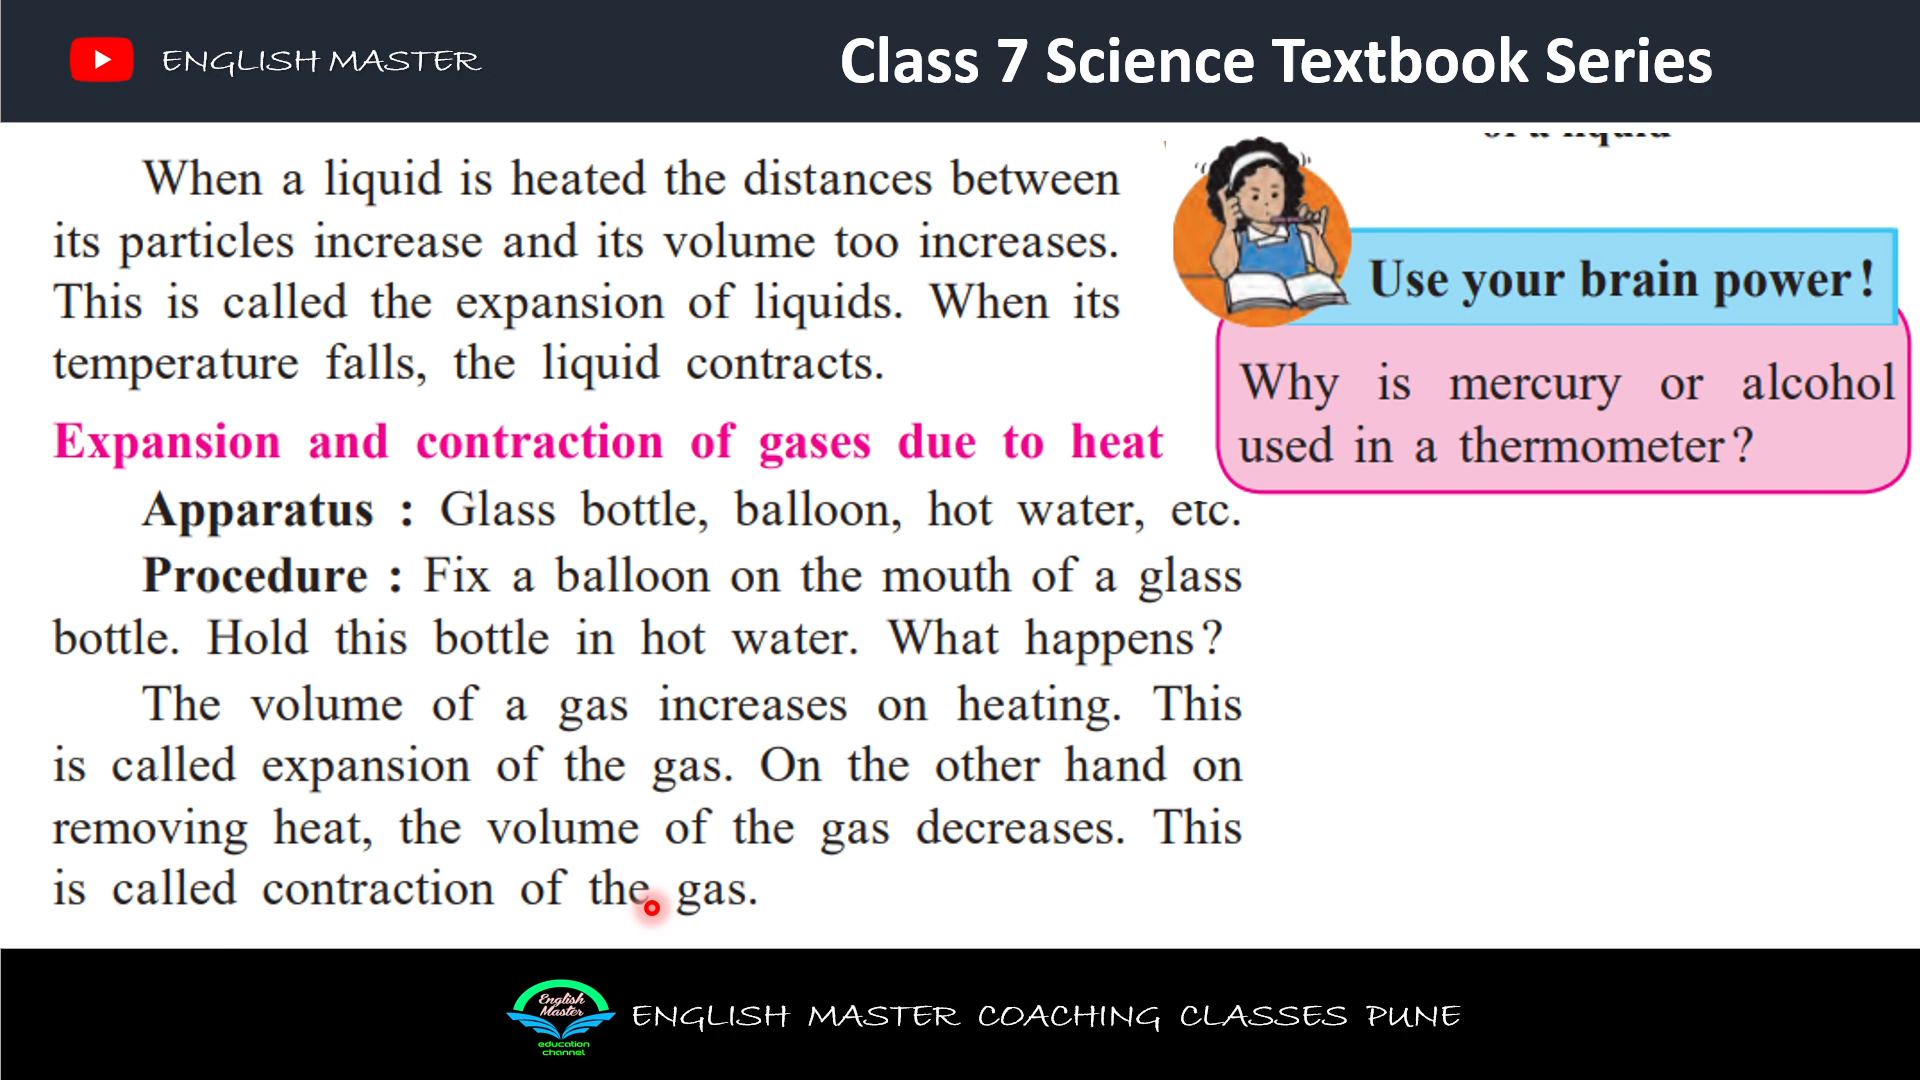 ENGLISH MASTER
Class 7 Science Textbook Series
When a liquid is heated the distances between
its particles increase and its volume too increases.
This is called the expansion of liquids. When its
temperature falls, the liquid contracts.
Expansion and contraction of gases due to heat
Apparatus : Glass bottle, balloon, hot water, etc.
Procedure : Fix a balloon on the mouth of a glass
bottle. Hold this bottle in hot water. What happens?
The volume of a gas increases on heating. This
is called expansion of the gas. On the other hand on
removing heat, the volume of the gas decreases. This
is called contraction of the gas.
of a liquid
Use your brain power!
Why is mercury or alcohol
used in a thermometer?
English
Master
education
channel
ENGLISH MASTER COACHING CLASSES PUNE